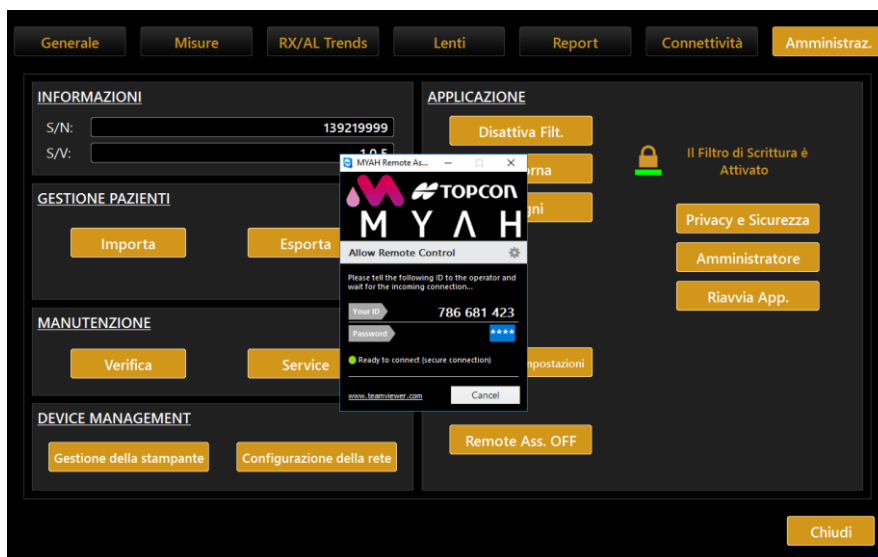 Generale Misure RX/AL Trends Lenti Report Connettività Amministraz.
INFORMAZIONI
S/N: 139219999
S/V:
GESTIONE PAZIENTI
Importa Esporta
MANUTENZIONE
Verifica Service
DEVICE MANAGEMENT
Gestione della stampante Configurazione della rete
APPLICAZIONE
Disattiva Filt.
Il Filtro di Scrittura è
Attivato
Privacy e Sicurezza
Amministratore
Riavvia App.
Remote Ass. OFF
MYAH Remote As...
TOPCON
MYAH
Allow Remote Control
Please tell the following ID to the operator and
wait for the incoming connection...
Your ID 786 681 423
Password ****
Ready to connect (secure connection)
www.teamviewer.com Cancel
Chiudi